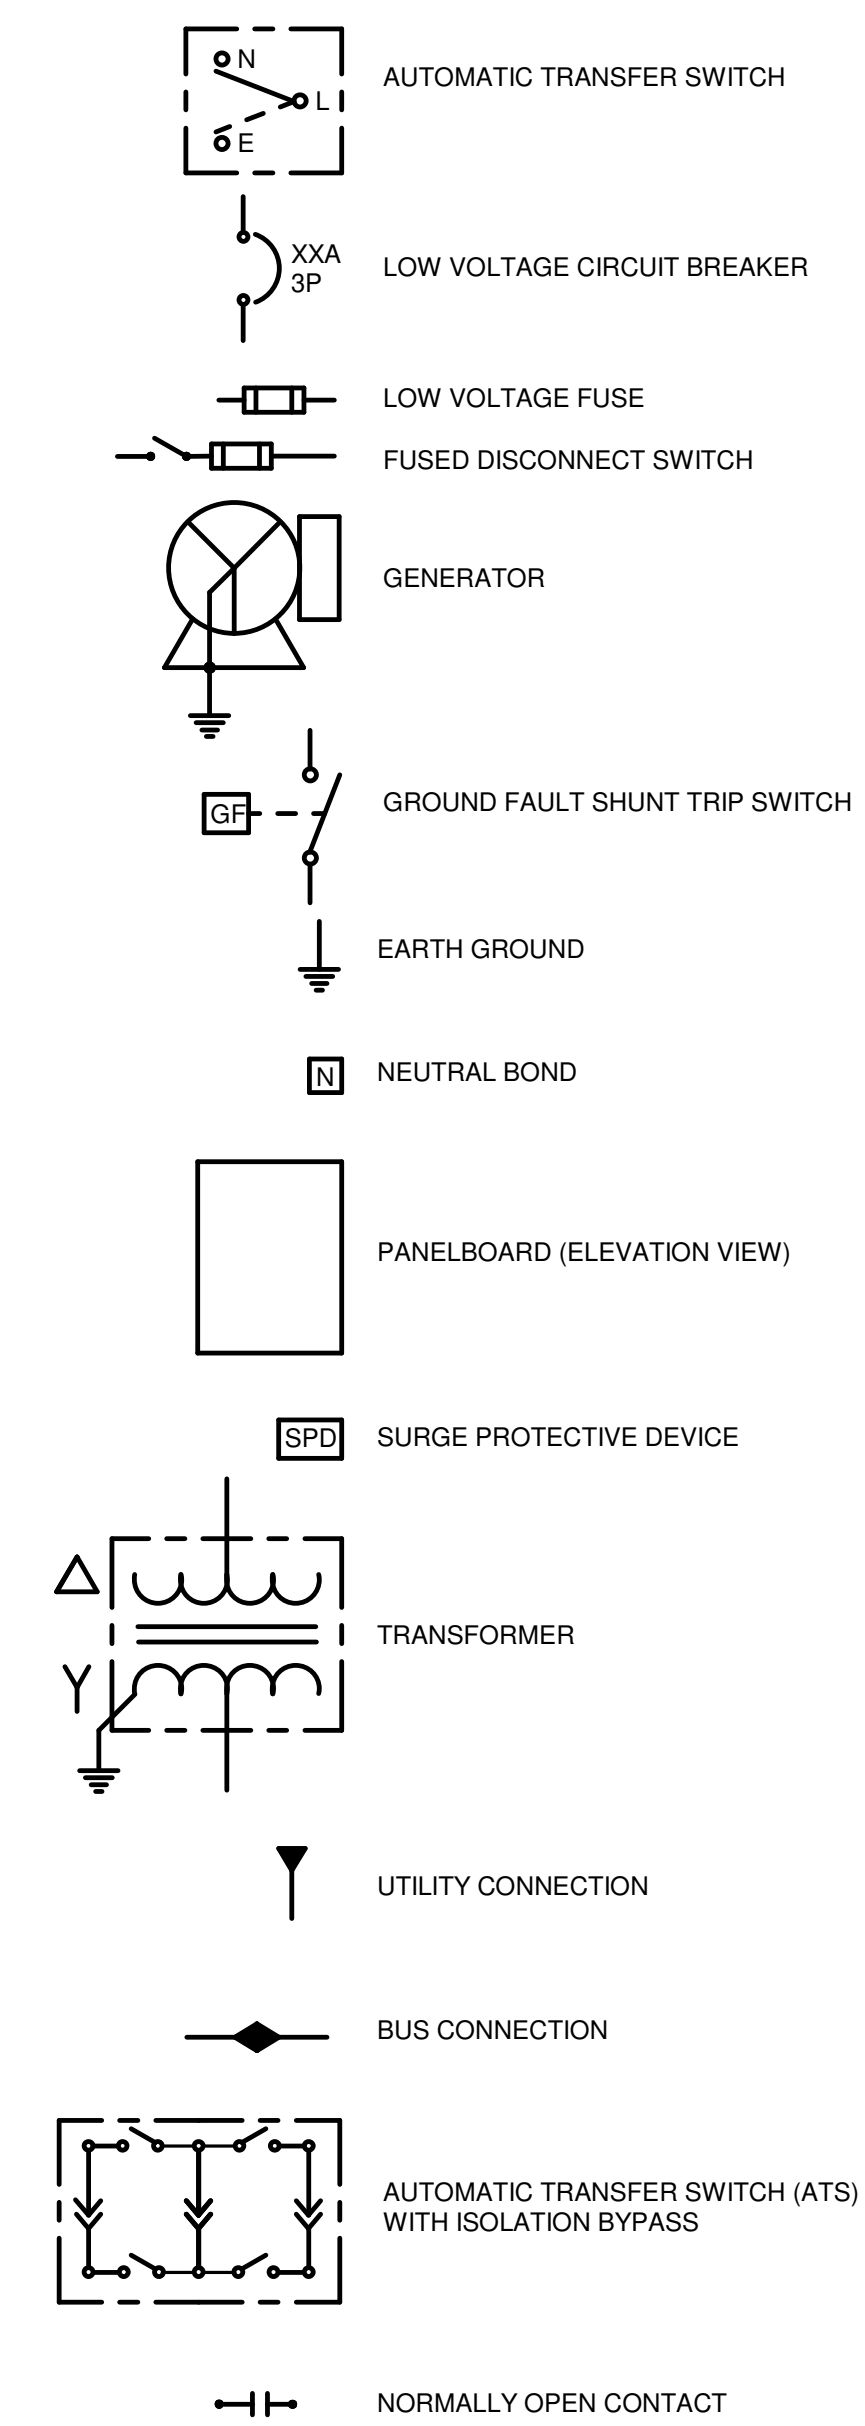 N
L
E
AUTOMATIC TRANSFER SWITCH
XXA
3P
LOW VOLTAGE CIRCUIT BREAKER
LOW VOLTAGE FUSE
FUSED DISCONNECT SWITCH
GENERATOR
GF
GROUND FAULT SHUNT TRIP SWITCH
EARTH GROUND
N
NEUTRAL BOND
PANELBOARD (ELEVATION VIEW)
SPD
SURGE PROTECTIVE DEVICE
TRANSFORMER
UTILITY CONNECTION
BUS CONNECTION
AUTOMATIC TRANSFER SWITCH (ATS)
WITH ISOLATION BYPASS
NORMALLY OPEN CONTACT